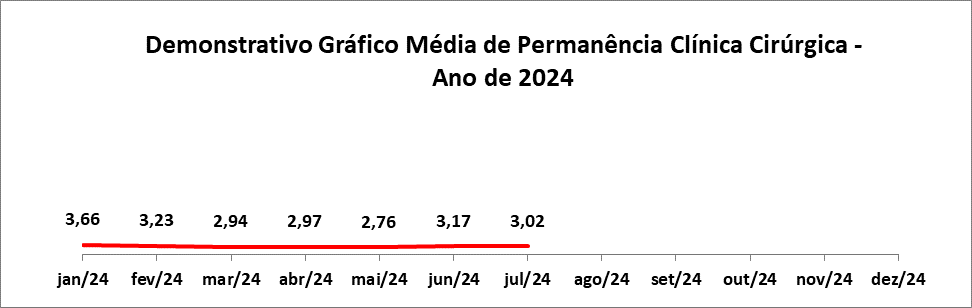 Demonstrativo Gráfico Média de Permanência Clínica Cirúrgica -
Ano de 2024
3,66 3,23 2,94 2,97 2,76 3,17 3,02
jan/24 fev/24 mar/24 abr/24 mai/24 jun/24 jul/24 ago/24 set/24 out/24 nov/24 dez/24